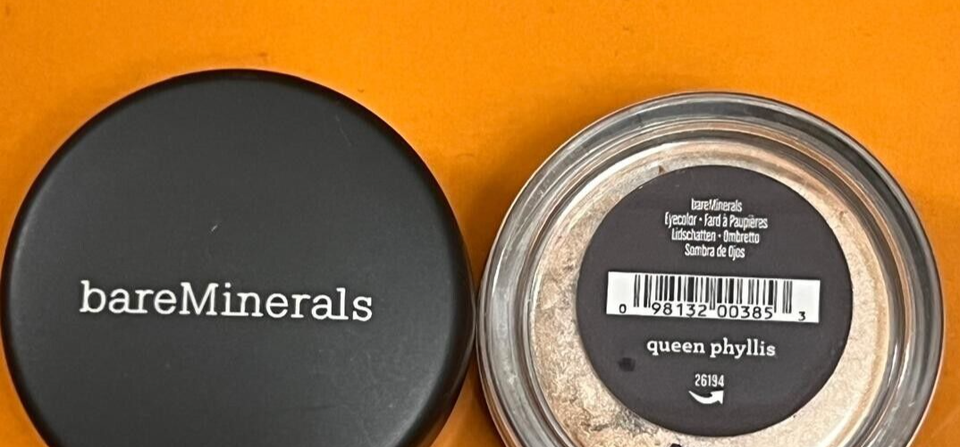 bareMinerals
bareMinerals
Eyecolor • Fard à Paupières
Lidschatten • Ombretto
Sombra de Ojos
0 98132 00385 3
queen phyllis
26194